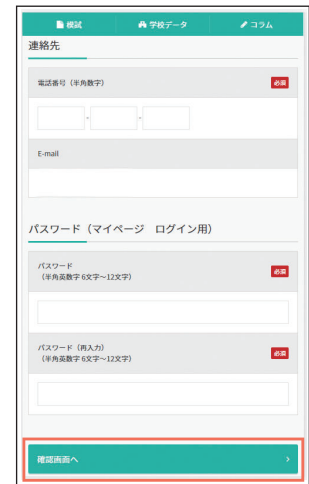 模試
学校データ
コラム
連絡先
電話番号（半角数字）
必須
- -
E-mail
パスワード（マイページ　ログイン用）
パスワード
（半角英数字 6文字〜12文字）
必須
パスワード（再入力）
（半角英数字 6文字〜12文字）
必須
確認画面へ